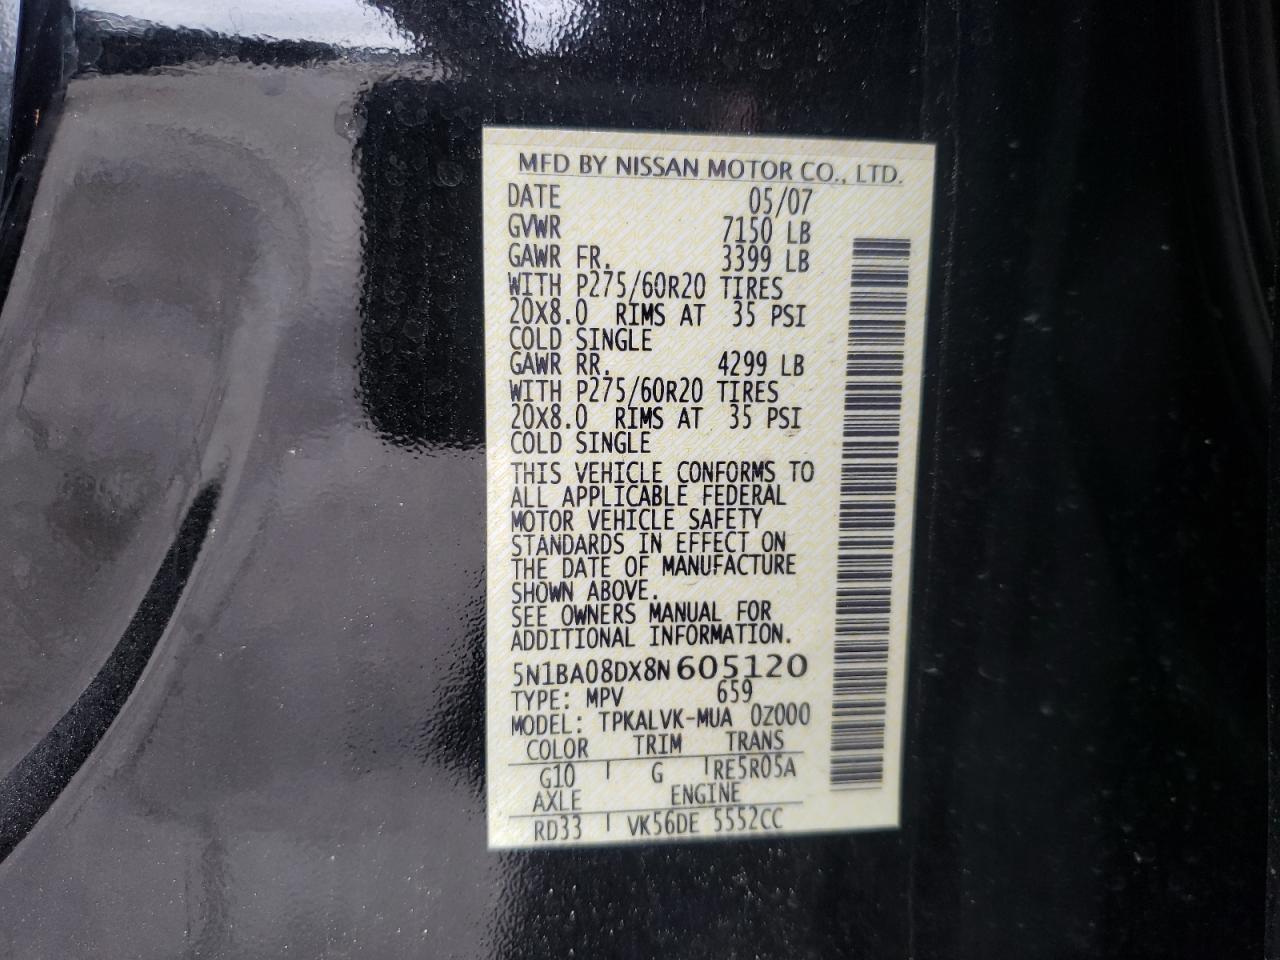 MFD BY NISSAN MOTOR CO., LTD.
DATE 05/07
GVWR 7150 LB
GAWR FR. 3399 LB
WITH P275/60R20 TIRES
20X8.0 RIMS AT 35 PSI
COLD SINGLE
GAWR RR. 4299 LB
WITH P275/60R20 TIRES
20X8.0 RIMS AT 35 PSI
COLD SINGLE
THIS VEHICLE CONFORMS TO
ALL APPLICABLE FEDERAL
MOTOR VEHICLE SAFETY
STANDARDS IN EFFECT ON
THE DATE OF MANUFACTURE
SHOWN ABOVE.
SEE OWNERS MANUAL FOR
ADDITIONAL INFORMATION.
5N1BA08DX8N605120
TYPE: MPV 659
MODEL: TPKALVK-MUA 0Z000
COLOR TRIM TRANS
G10 G RE5R05A
AXLE ENGINE
RD33 VK56DE 5552CC